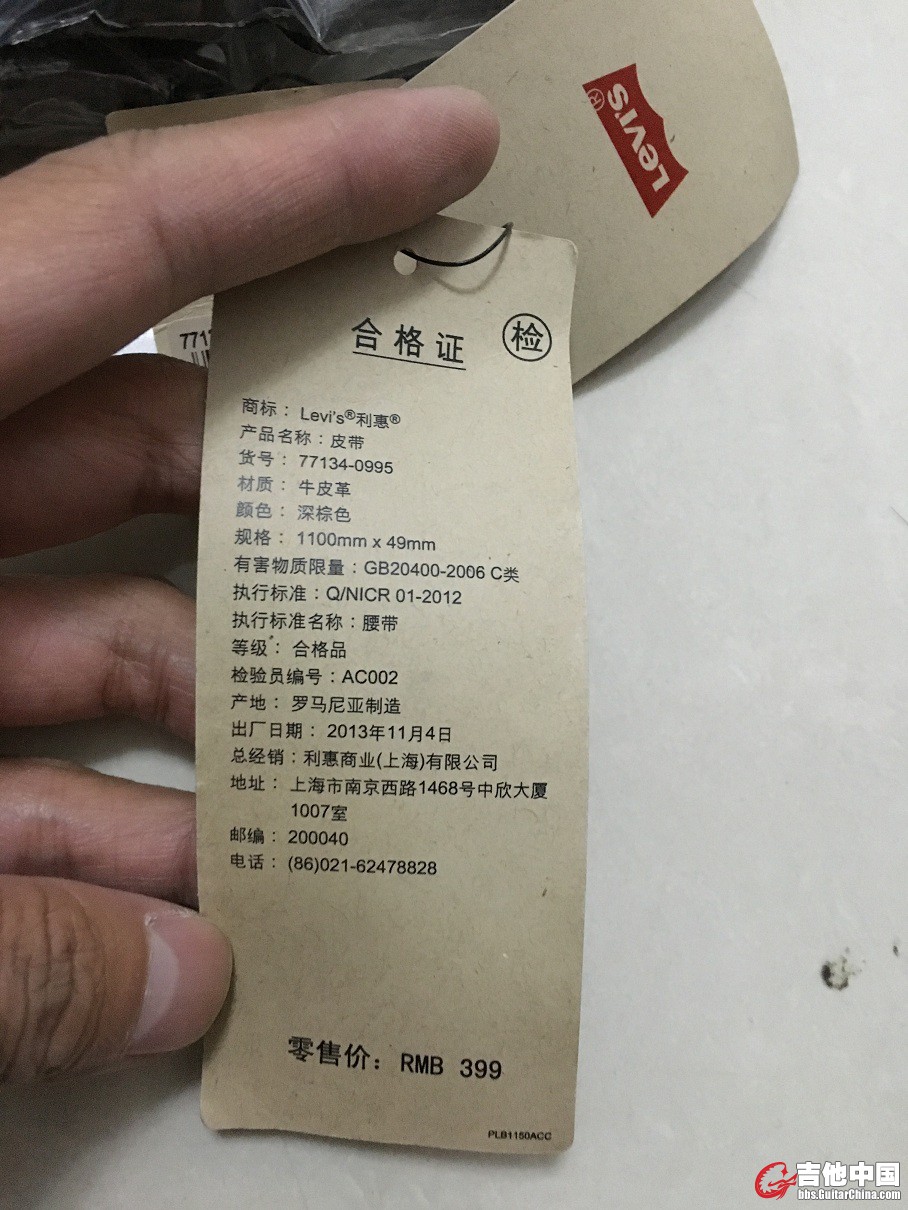 Levi's®
7713
合格证 检
商标： Levi's®利惠®
产品名称：皮带
货号： 77134-0995
材质： 牛皮革
颜色： 深棕色
规格： 1100mm x 49mm
有害物质限量：GB20400-2006 C类
执行标准：Q/NICR 01-2012
执行标准名称：腰带
等级： 合格品
检验员编号：AC002
产地： 罗马尼亚制造
出厂日期： 2013年11月4日
总经销：利惠商业(上海)有限公司
地址： 上海市南京西路1468号中欣大厦
1007室
邮编： 200040
电话： (86)021-62478828
零售价：RMB 399
PLB1150ACC
吉他中国
bbs.GuitarChina.com